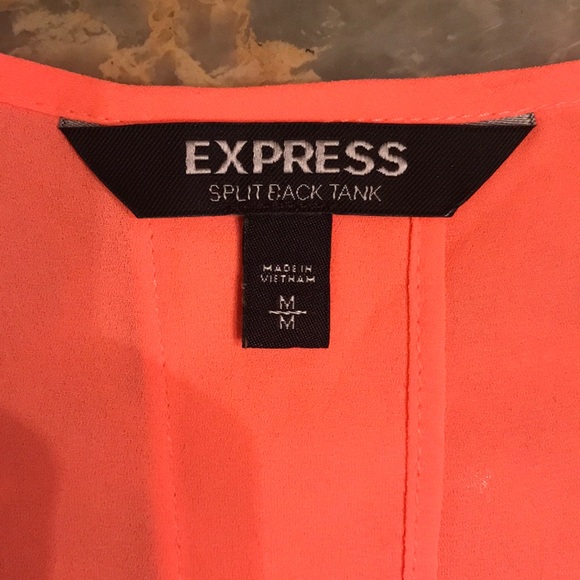 EXPRESS
SPLIT BACK TANK
MADE IN
VIETNAM
M
M